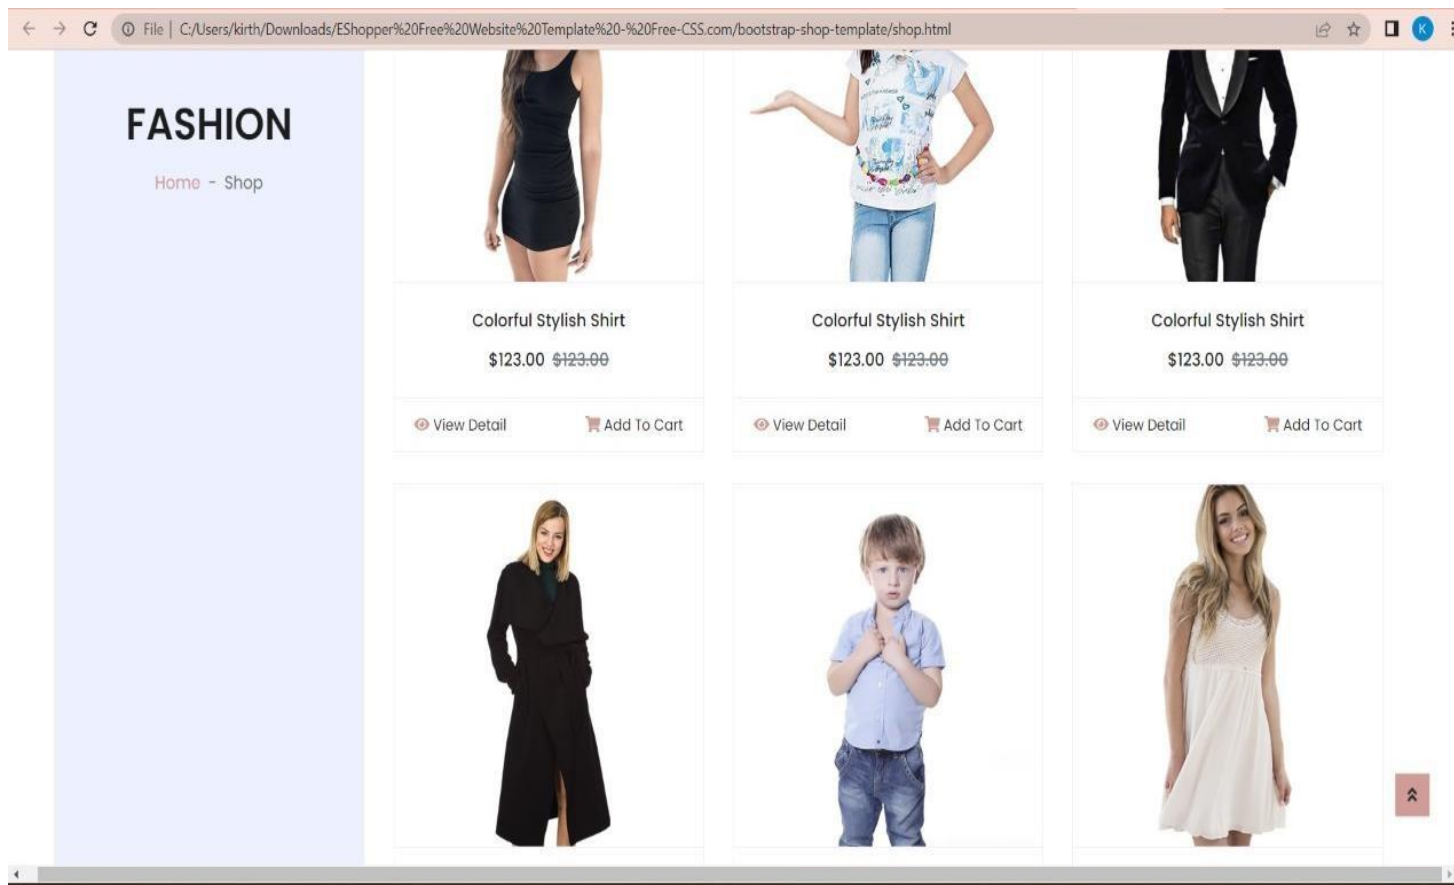 File | C:/Users/kirth/Downloads/EShopper%20Free%20Website%20Template%20-%20Free-CSS.com/bootstrap-shop-template/shop.html
K
FASHION
Home - Shop
Colorful Stylish Shirt
$123.00 $123.00
View Detail Add To Cart
Colorful Stylish Shirt
$123.00 $123.00
View Detail Add To Cart
Colorful Stylish Shirt
$123.00 $123.00
View Detail Add To Cart